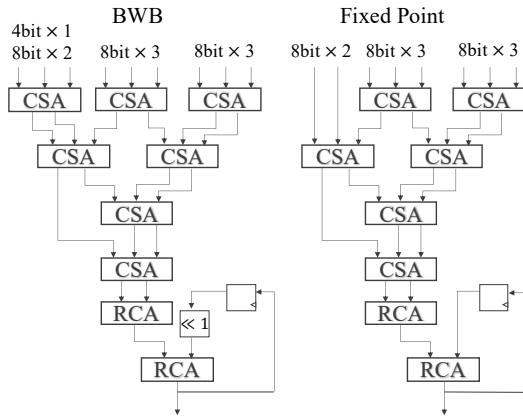 BWB
Fixed Point
4bit × 1
8bit × 2
8bit × 3
8bit × 3
8bit × 2
8bit × 3
8bit × 3
CSA
CSA
CSA
CSA
CSA
CSA
CSA
CSA
CSA
CSA
CSA
CSA
CSA
RCA
≪ 1
RCA
RCA
RCA